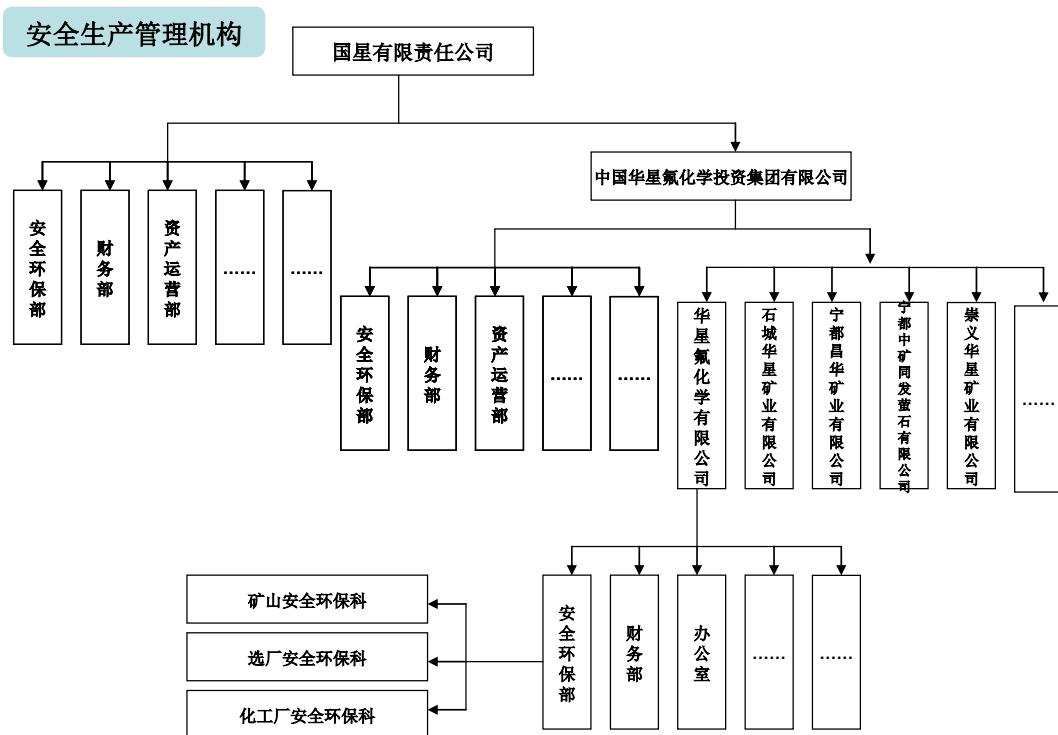 安全生产管理机构
国星有限责任公司
中国华星氟化学投资集团有限公司
安全环保部
财务部
资产运营部
……
……
安全环保部
财务部
资产运营部
……
……
华星氟化学有限公司
石城华星矿业有限公司
宁都昌华矿业有限公司
宁都中矿同发萤石有限公司
崇义华星矿业有限公司
……
安全环保部
财务部
办公室
……
……
矿山安全环保科
选厂安全环保科
化工厂安全环保科